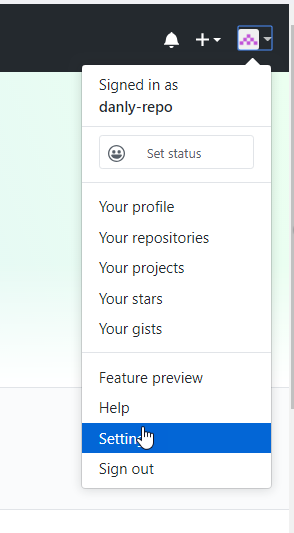 Signed in as
danly-repo
Set status
Your profile
Your repositories
Your projects
Your stars
Your gists
Feature preview
Help
Settings
Sign out